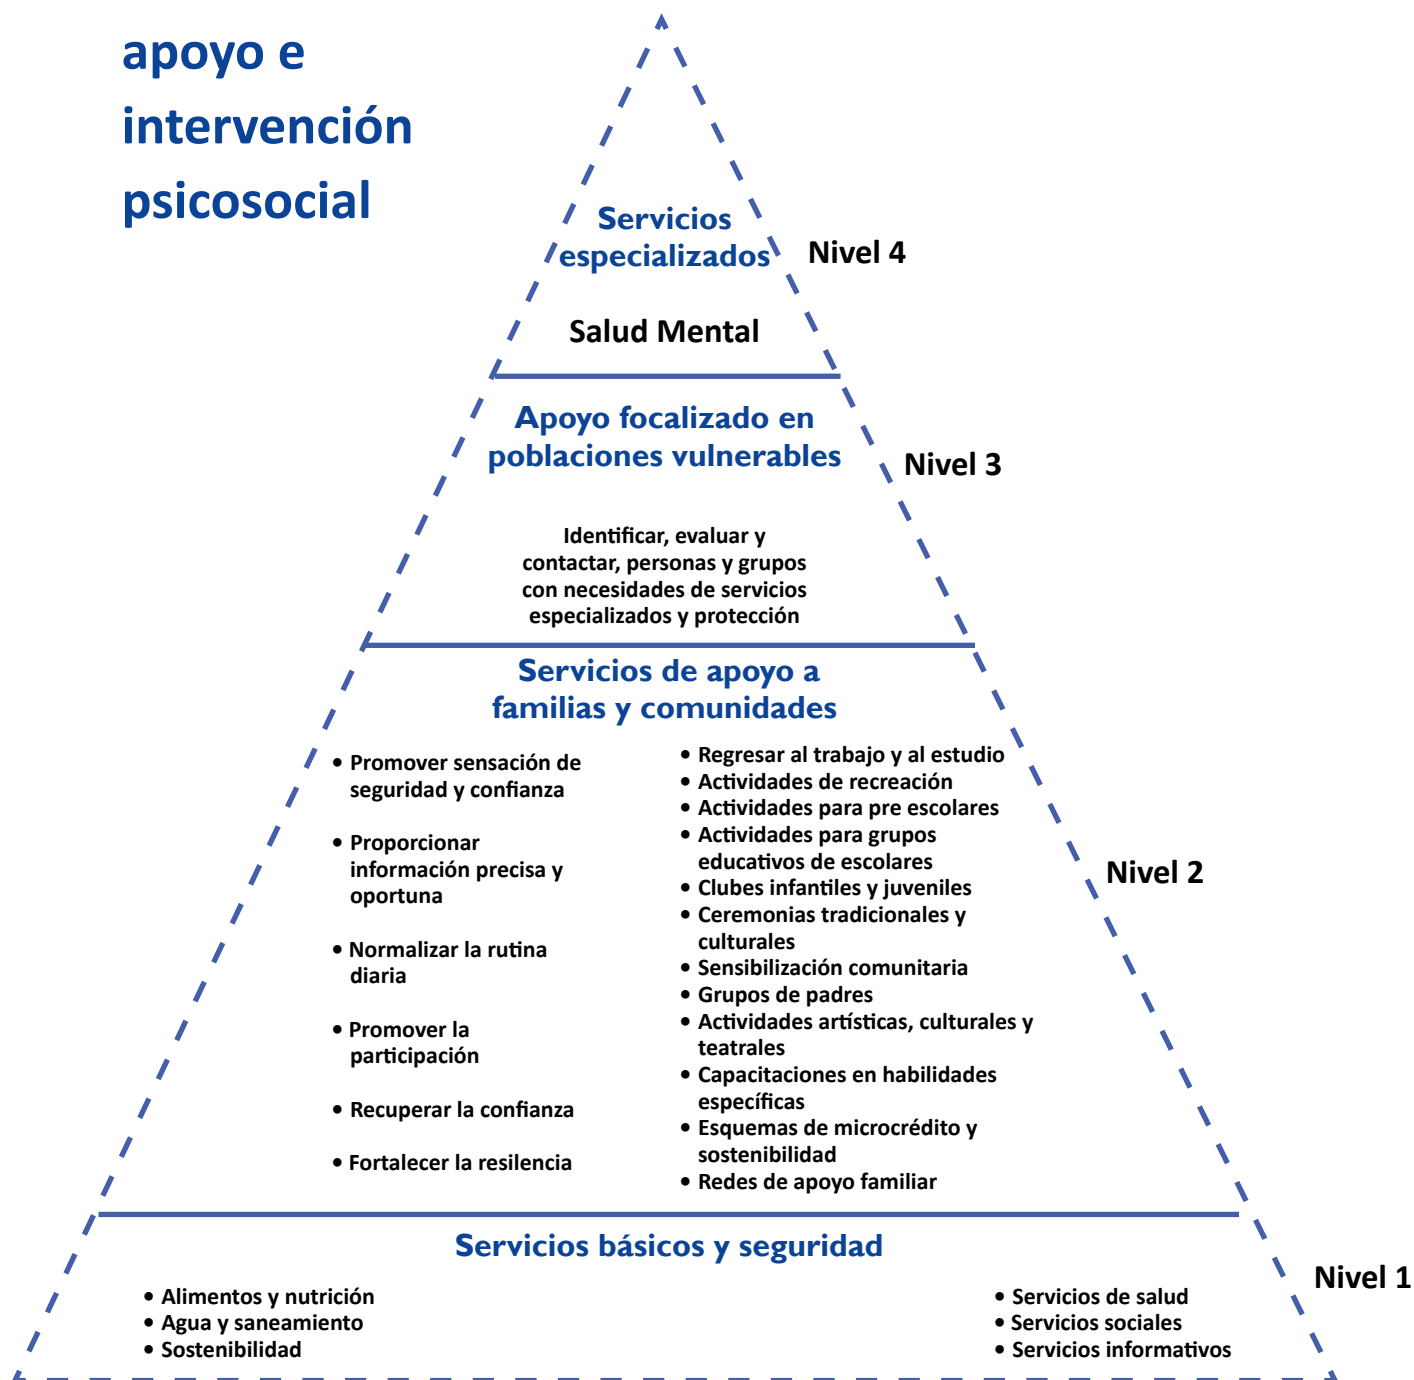 apoyo e
intervención
psicosocial
Servicios
especializados
Nivel 4
Salud Mental
Apoyo focalizado en
poblaciones vulnerables
Nivel 3
Identificar, evaluar y
contactar, personas y grupos
con necesidades de servicios
especializados y protección
Servicios de apoyo a
familias y comunidades
• Promover sensación de
seguridad y confianza
• Proporcionar
información precisa y
oportuna
• Normalizar la rutina
diaria
• Promover la
participación
• Recuperar la confianza
• Fortalecer la resilencia
• Regresar al trabajo y al estudio
• Actividades de recreación
• Actividades para pre escolares
• Actividades para grupos
educativos de escolares
• Clubes infantiles y juveniles
• Ceremonias tradicionales y
culturales
• Sensibilización comunitaria
• Grupos de padres
• Actividades artísticas, culturales y
teatrales
• Capacitaciones en habilidades
específicas
• Esquemas de microcrédito y
sostenibilidad
• Redes de apoyo familiar
Nivel 2
Servicios básicos y seguridad
Nivel 1
• Alimentos y nutrición
• Agua y saneamiento
• Sostenibilidad
• Servicios de salud
• Servicios sociales
• Servicios informativos